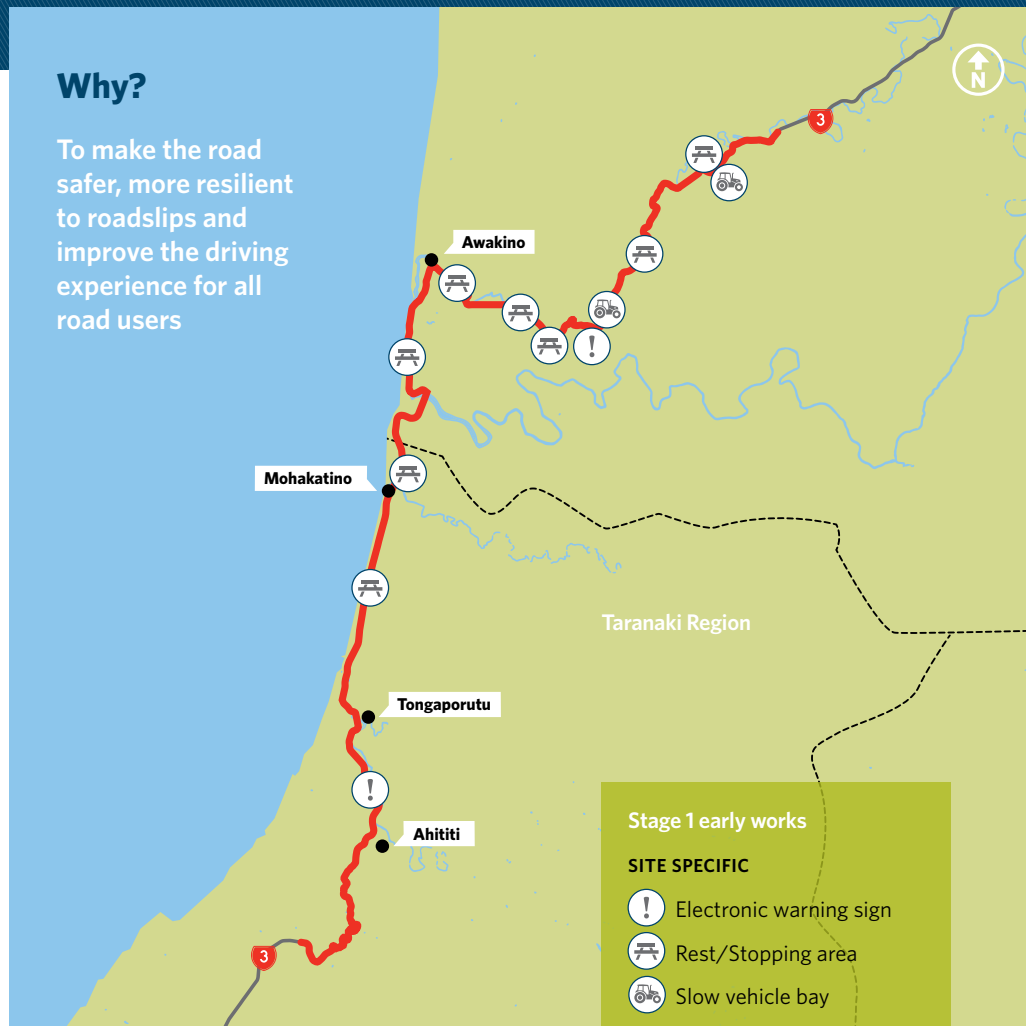 Why?
To make the road
safer, more resilient
to roadslips and
improve the driving
experience for all
road users
N
3
Awakino
Mohakatino
Taranaki Region
Tongaporutu
!
!
Ahititi
3
Stage 1 early works
SITE SPECIFIC
! Electronic warning sign
Rest/Stopping area
Slow vehicle bay